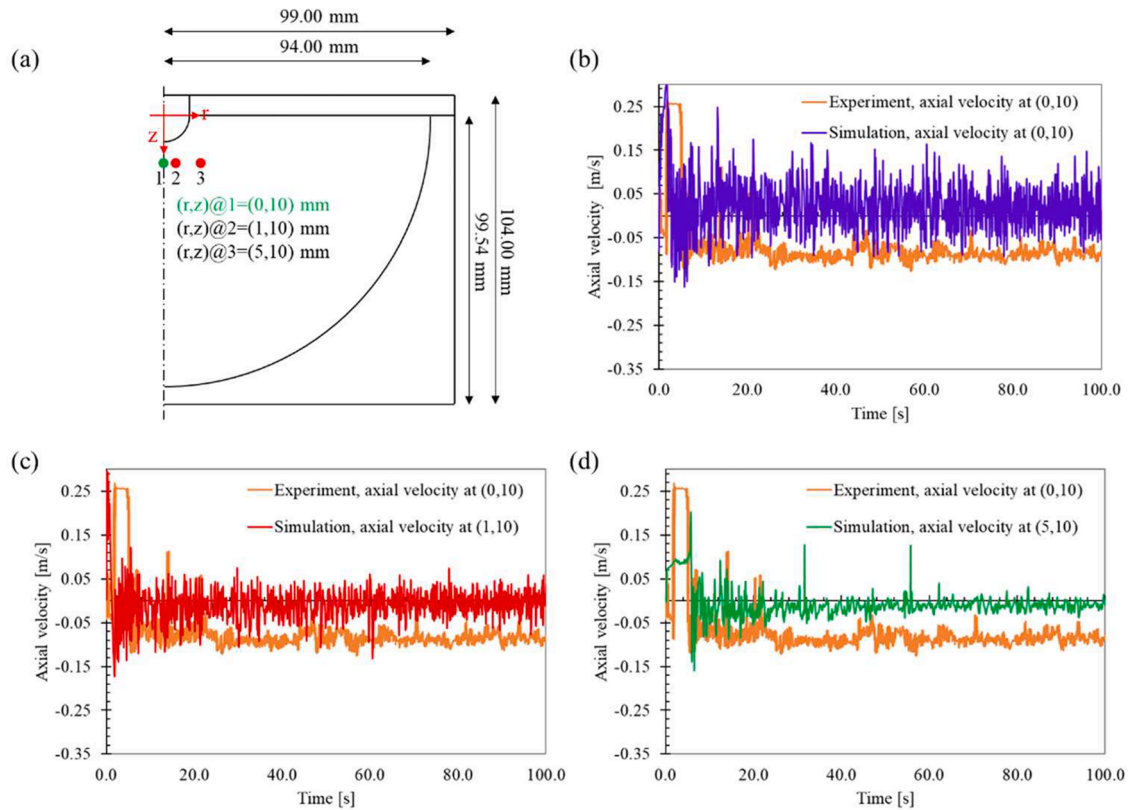 (a)
99.00 mm
94.00 mm
r
z
1 2 3
(r,z)@1=(0,10) mm
(r,z)@2=(1,10) mm
(r,z)@3=(5,10) mm
99.54 mm
104.00 mm
(b)
Experiment, axial velocity at (0,10)
Simulation, axial velocity at (0,10)
Axial velocity [m/s]
0.25
0.15
0.05
-0.05
-0.15
-0.25
-0.35
0.0 20.0 40.0 60.0 80.0 100.0
Time [s]
(c)
Experiment, axial velocity at (0,10)
Simulation, axial velocity at (1,10)
Axial velocity [m/s]
0.25
0.15
0.05
-0.05
-0.15
-0.25
-0.35
0.0 20.0 40.0 60.0 80.0 100.0
Time [s]
(d)
Experiment, axial velocity at (0,10)
Simulation, axial velocity at (5,10)
Axial velocity [m/s]
0.25
0.15
0.05
-0.05
-0.15
-0.25
-0.35
0.0 20.0 40.0 60.0 80.0 100.0
Time [s]